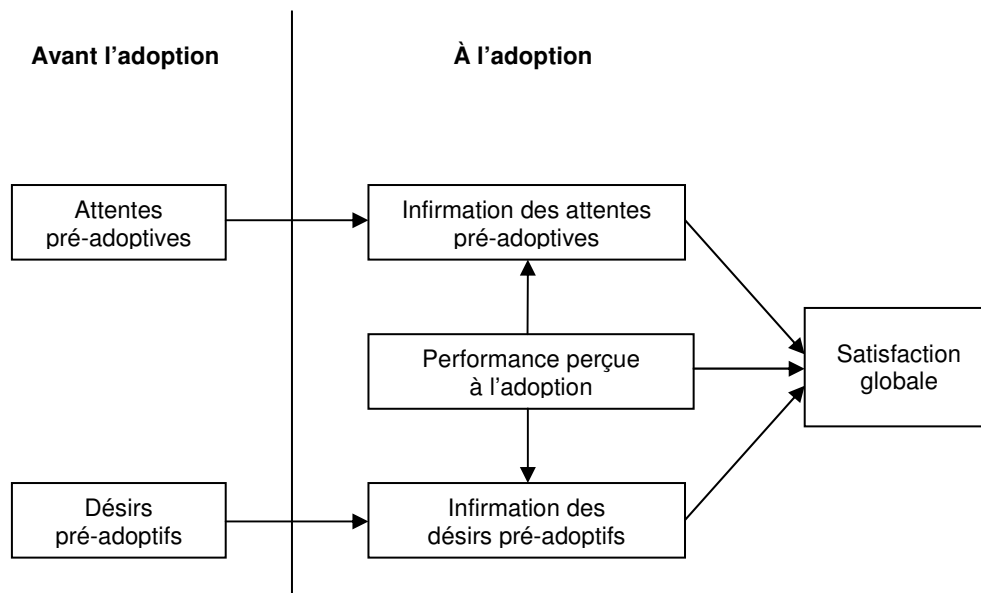 Avant l’adoption
À l’adoption
Attentes
pré-adoptives
Infirmation des attentes
pré-adoptives
Performance perçue
à l’adoption
Satisfaction
globale
Désirs
pré-adoptifs
Infirmation des
désirs pré-adoptifs